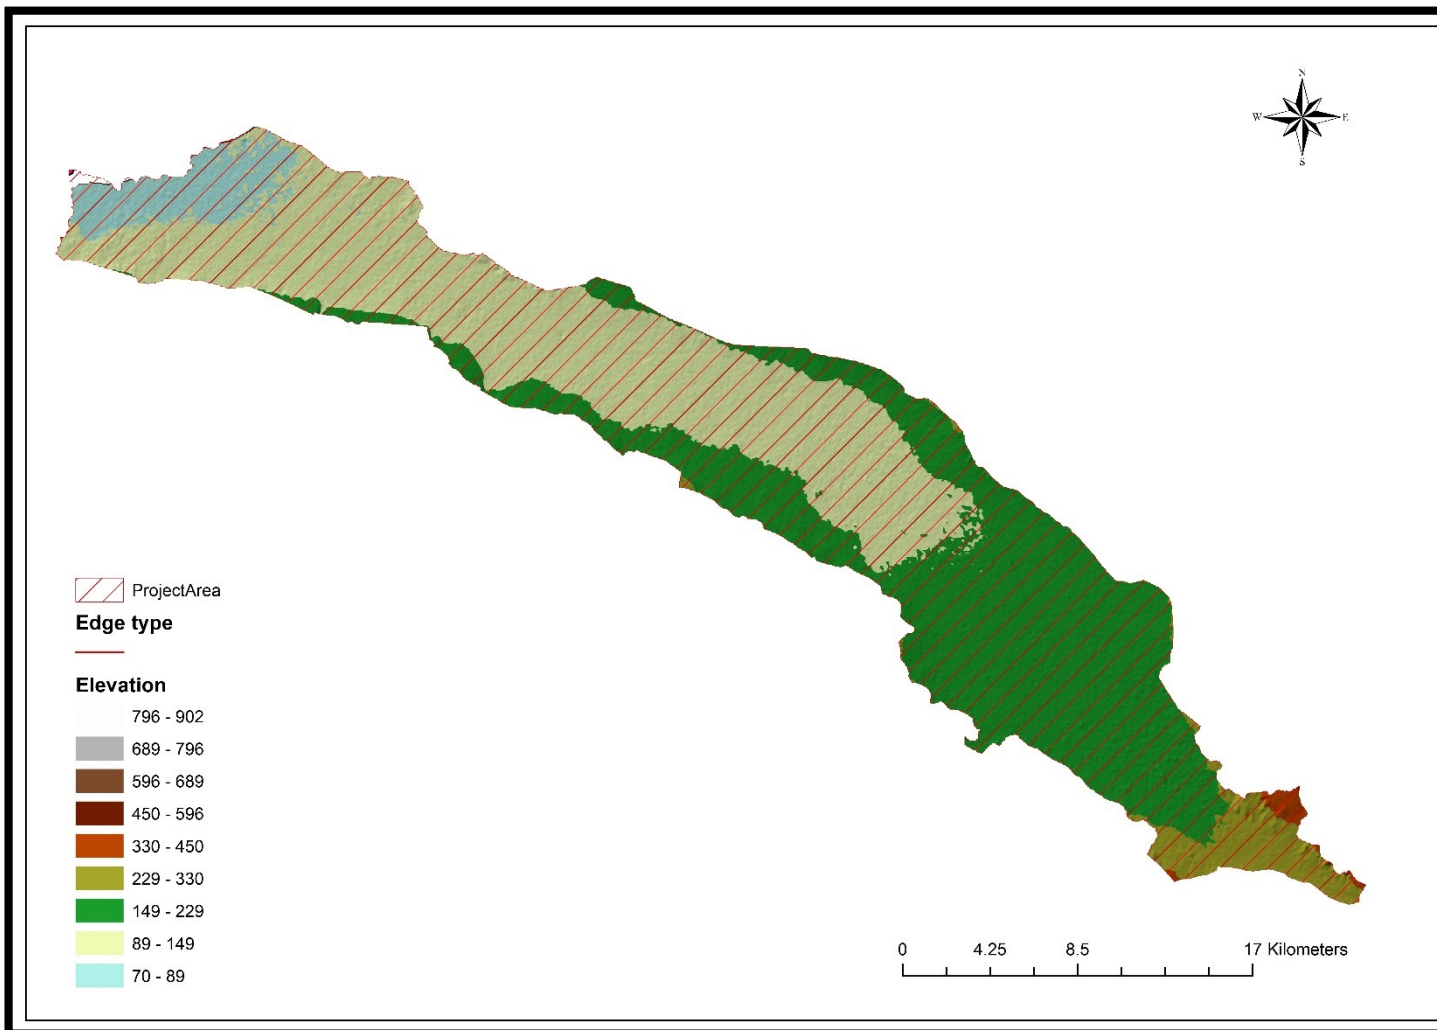 N
W E
S
ProjectArea
Edge type
Elevation
796 - 902
689 - 796
596 - 689
450 - 596
330 - 450
229 - 330
149 - 229
89 - 149
70 - 89
0 4.25 8.5 17 Kilometers